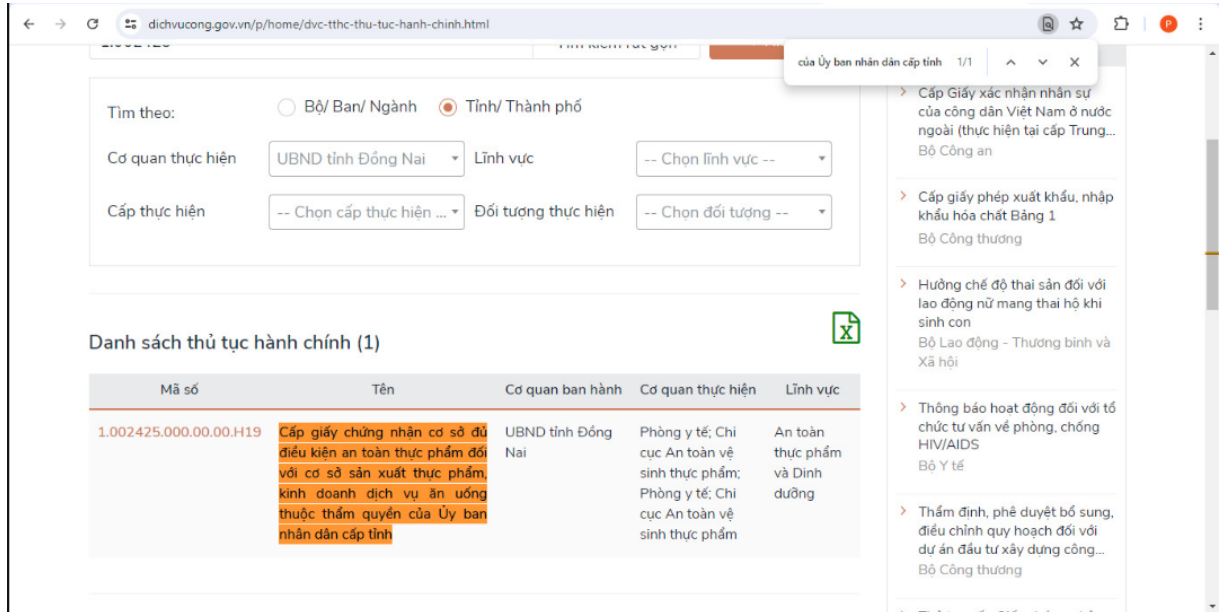 dichvucong.gov.vn/p/home/dvc-tthc-thu-tuc-hanh-chinh.html
P
của Ủy ban nhân dân cấp tỉnh 1/1
Tìm theo:
Bộ/ Ban/ Ngành
Tỉnh/ Thành phố
Cơ quan thực hiện
UBND tỉnh Đồng Nai
Lĩnh vực
-- Chọn lĩnh vực --
Cấp thực hiện
-- Chọn cấp thực hiện ...
Đối tượng thực hiện
-- Chọn đối tượng --
Danh sách thủ tục hành chính (1)
Mã số
Tên
Cơ quan ban hành
Cơ quan thực hiện
Lĩnh vực
1.002425.000.00.00.H19
Cấp giấy chứng nhận cơ sở đủ
điều kiện an toàn thực phẩm đối
với cơ sở sản xuất thực phẩm,
kinh doanh dịch vụ ăn uống
thuộc thẩm quyền của Ủy ban
nhân dân cấp tỉnh
UBND tỉnh Đồng
Nai
Phòng y tế; Chi
cục An toàn vệ
sinh thực phẩm;
Phòng y tế; Chi
cục An toàn vệ
sinh thực phẩm
An toàn
thực phẩm
và Dinh
dưỡng
Cấp Giấy xác nhận nhân sự
của công dân Việt Nam ở nước
ngoài (thực hiện tại cấp Trung...
Bộ Công an
Cấp giấy phép xuất khẩu, nhập
khẩu hóa chất Bảng 1
Bộ Công thương
Hưởng chế độ thai sản đối với
lao động nữ mang thai hộ khi
sinh con
Bộ Lao động - Thương binh và
Xã hội
Thông báo hoạt động đối với tổ
chức tư vấn về phòng, chống
HIV/AIDS
Bộ Y tế
Thẩm định, phê duyệt bổ sung,
điều chỉnh quy hoạch đối với
dự án đầu tư xây dựng công...
Bộ Công thương